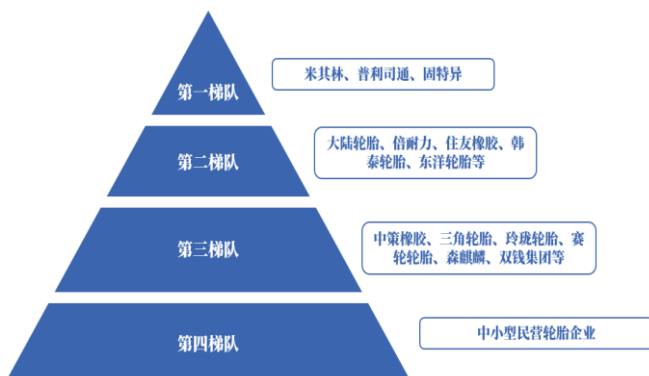 第一梯队
米其林、普利司通、固特异
第二梯队
大陆轮胎、倍耐力、住友橡胶、韩
泰轮胎、东洋轮胎等
第三梯队
中策橡胶、三角轮胎、玲珑轮胎、赛
轮轮胎、森麒麟、双钱集团等
第四梯队
中小型民营轮胎企业